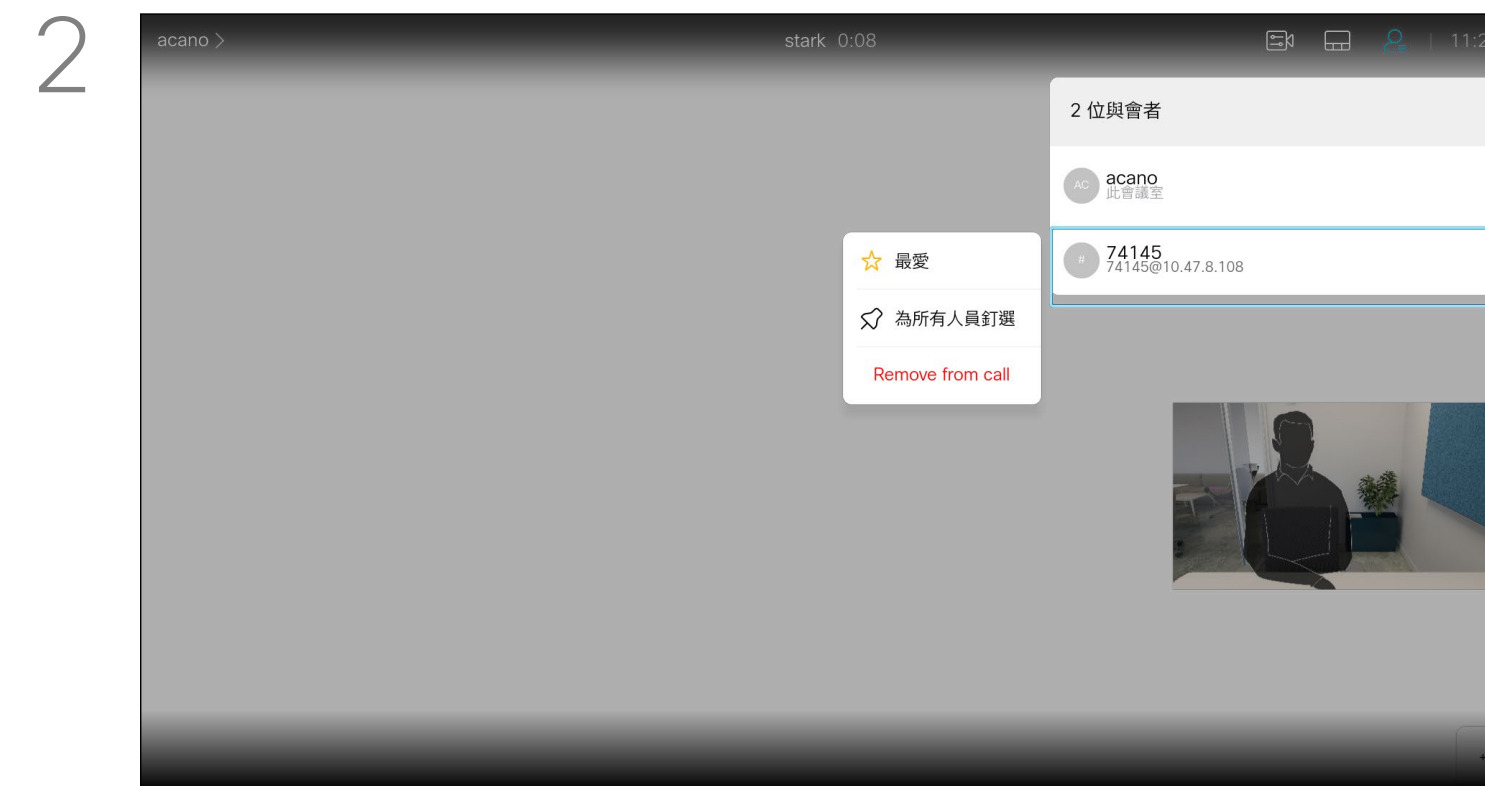 2
acano >
stark 0:08
11:2
2 位與會者
AC
acano
此會議室
#
74145
74145@10.47.8.108
最愛
為所有人員釘選
Remove from call
+